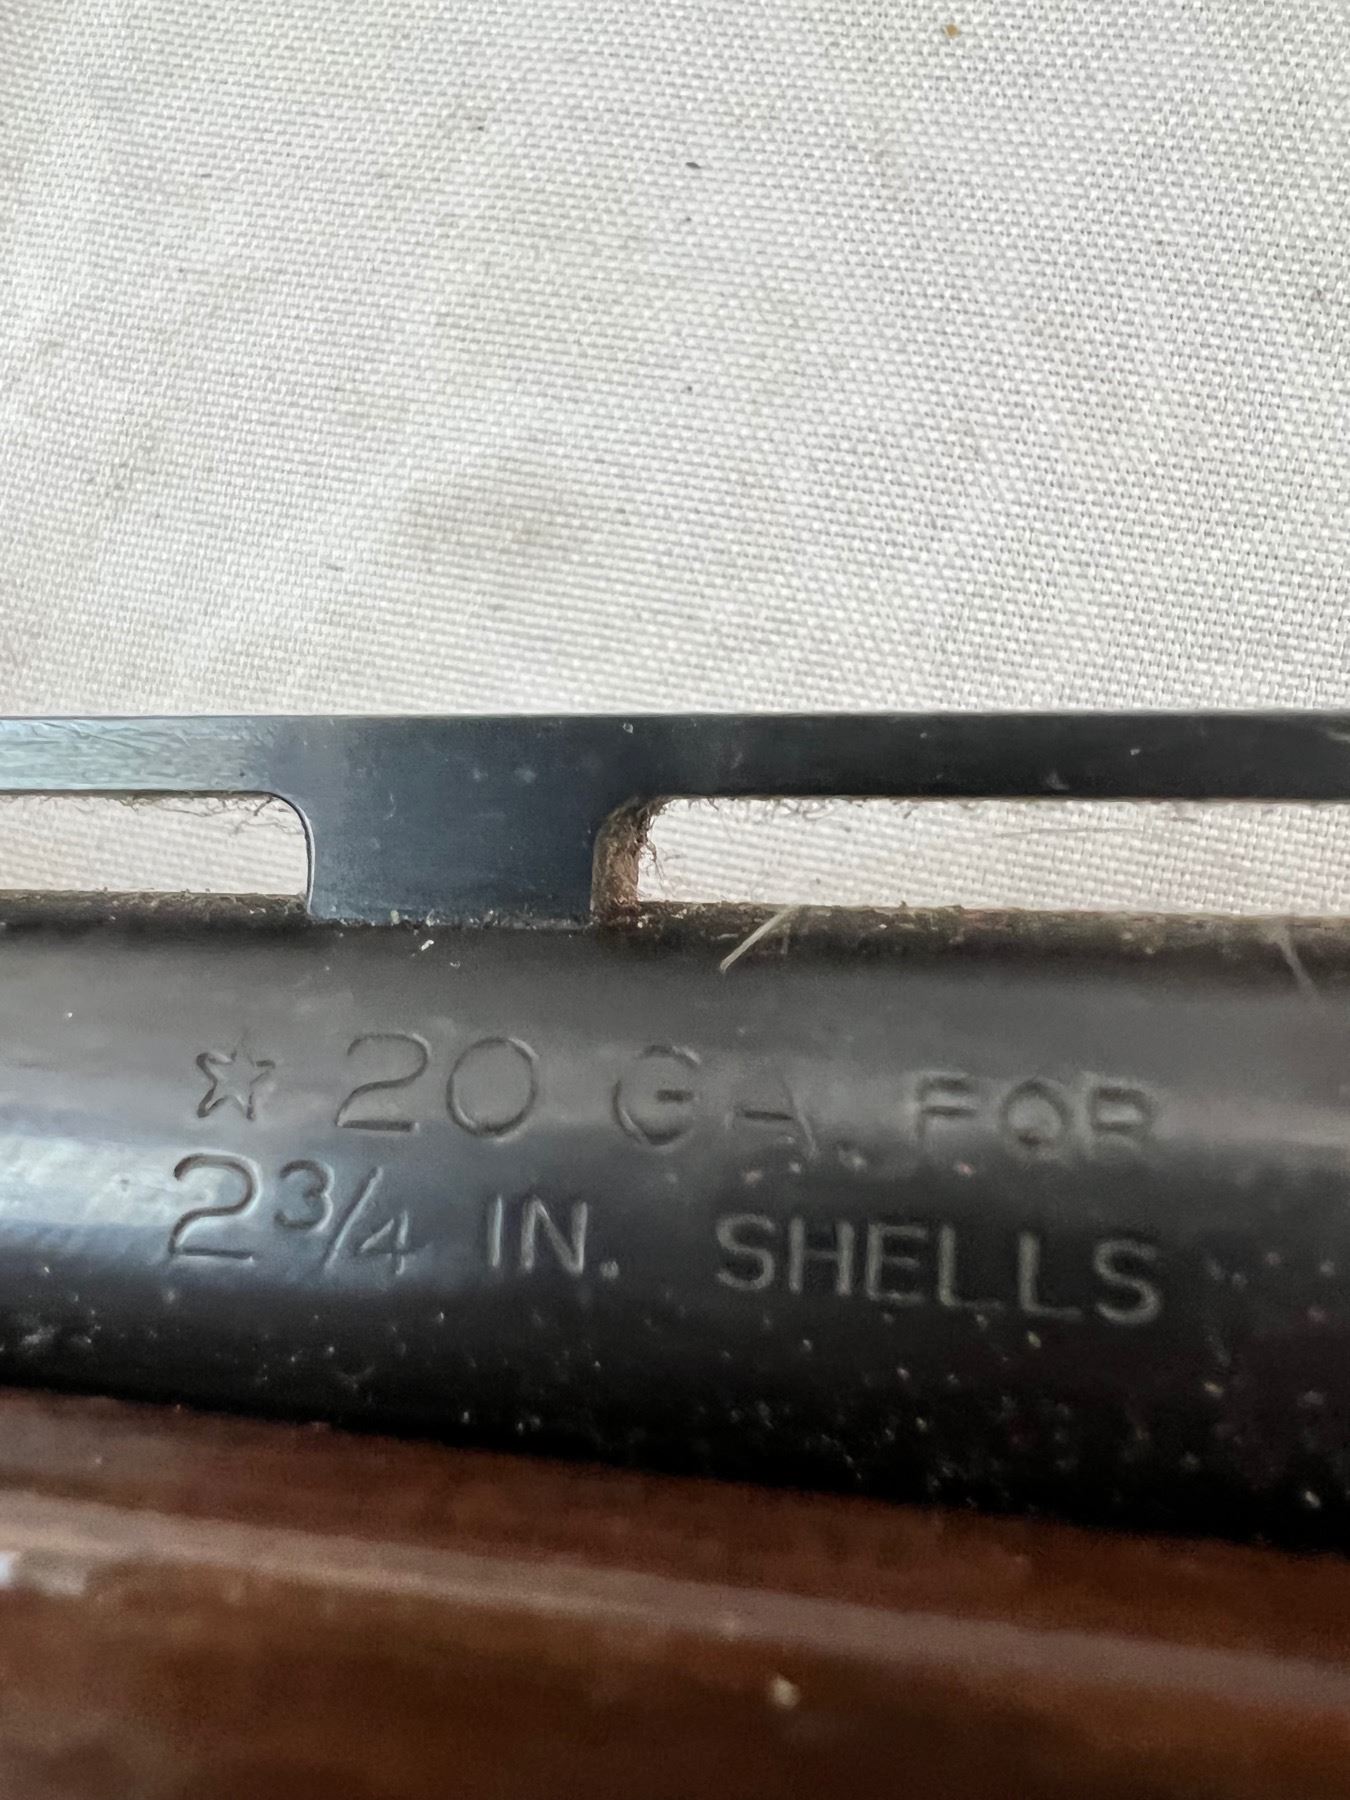 ☆ 20 GA. FOR
2¾ IN. SHELLS